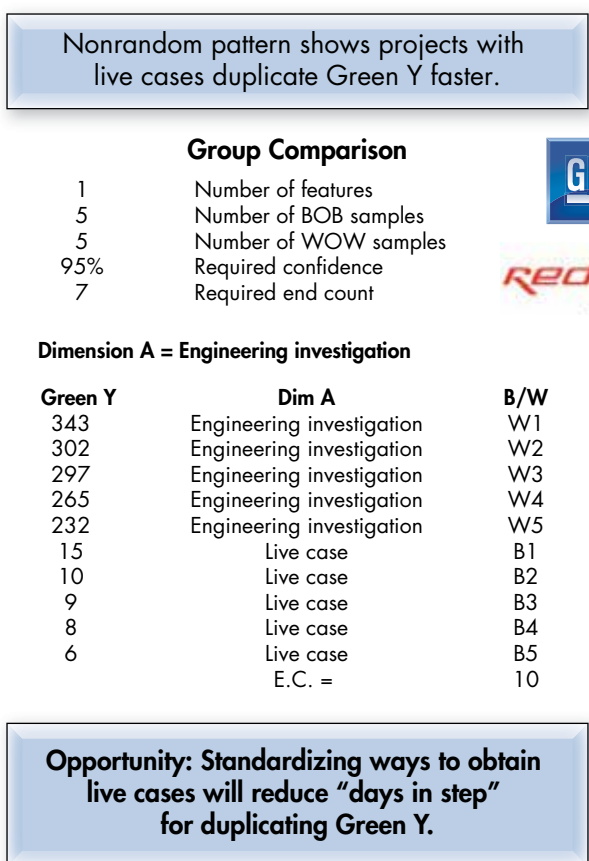 Nonrandom pattern shows projects with
live cases duplicate Green Y faster.
Group Comparison
1 Number of features
5 Number of BOB samples
5 Number of WOW samples
95% Required confidence
7 Required end count
G
Red
Dimension A = Engineering investigation
Green Y Dim A B/W
343 Engineering investigation W1
302 Engineering investigation W2
297 Engineering investigation W3
265 Engineering investigation W4
232 Engineering investigation W5
15 Live case B1
10 Live case B2
9 Live case B3
8 Live case B4
6 Live case B5
E.C. = 10
Opportunity: Standardizing ways to obtain
live cases will reduce “days in step”
for duplicating Green Y.